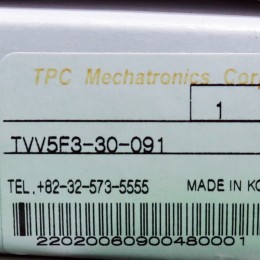 TPC Mechatronics Corp
1
TVV5F3-30-091
TEL.+82-32-573-5555 MADE IN KO
22020060900480001